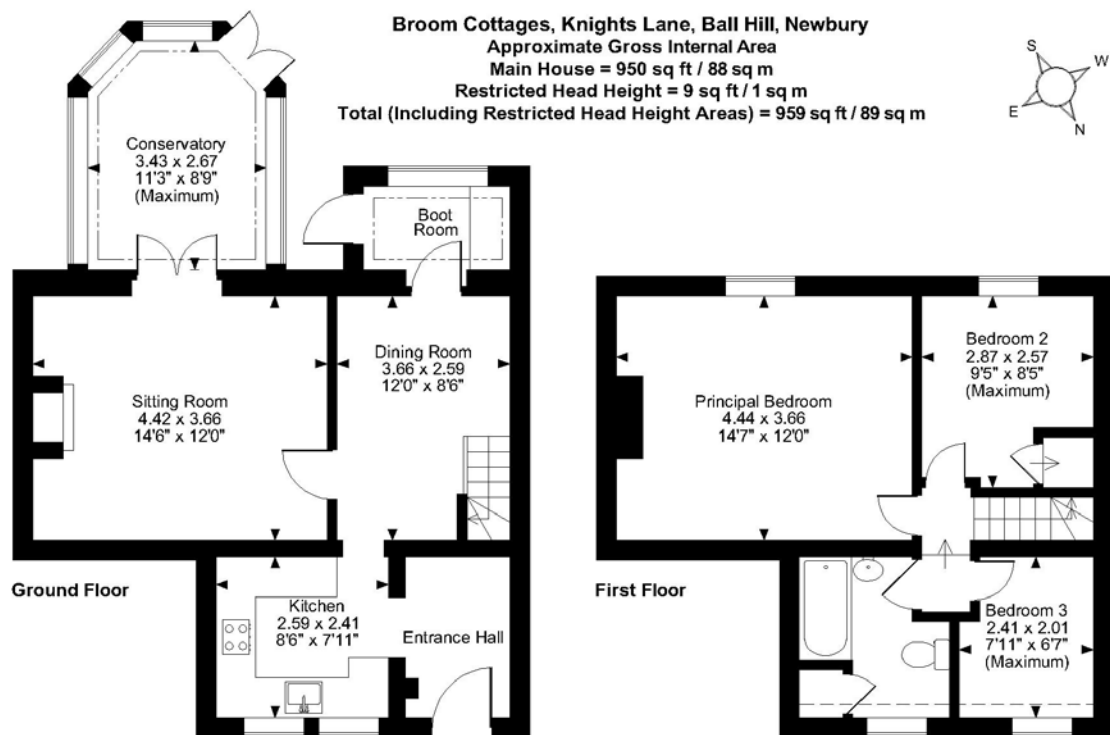 Broom Cottages, Knights Lane, Ball Hill, Newbury
Approximate Gross Internal Area
Main House = 950 sq ft / 88 sq m
Restricted Head Height = 9 sq ft / 1 sq m
Total (Including Restricted Head Height Areas) = 959 sq ft / 89 sq m
S
W
E
N
Conservatory
3.43 x 2.67
11'3" x 8'9"
(Maximum)
Boot
Room
Sitting Room
4.42 x 3.66
14'6" x 12'0"
Dining Room
3.66 x 2.59
12'0" x 8'6"
Kitchen
2.59 x 2.41
8'6" x 7'11"
Entrance Hall
Ground Floor
Principal Bedroom
4.44 x 3.66
14'7" x 12'0"
Bedroom 2
2.87 x 2.57
9'5" x 8'5"
(Maximum)
Bedroom 3
2.41 x 2.01
7'11" x 6'7"
(Maximum)
First Floor